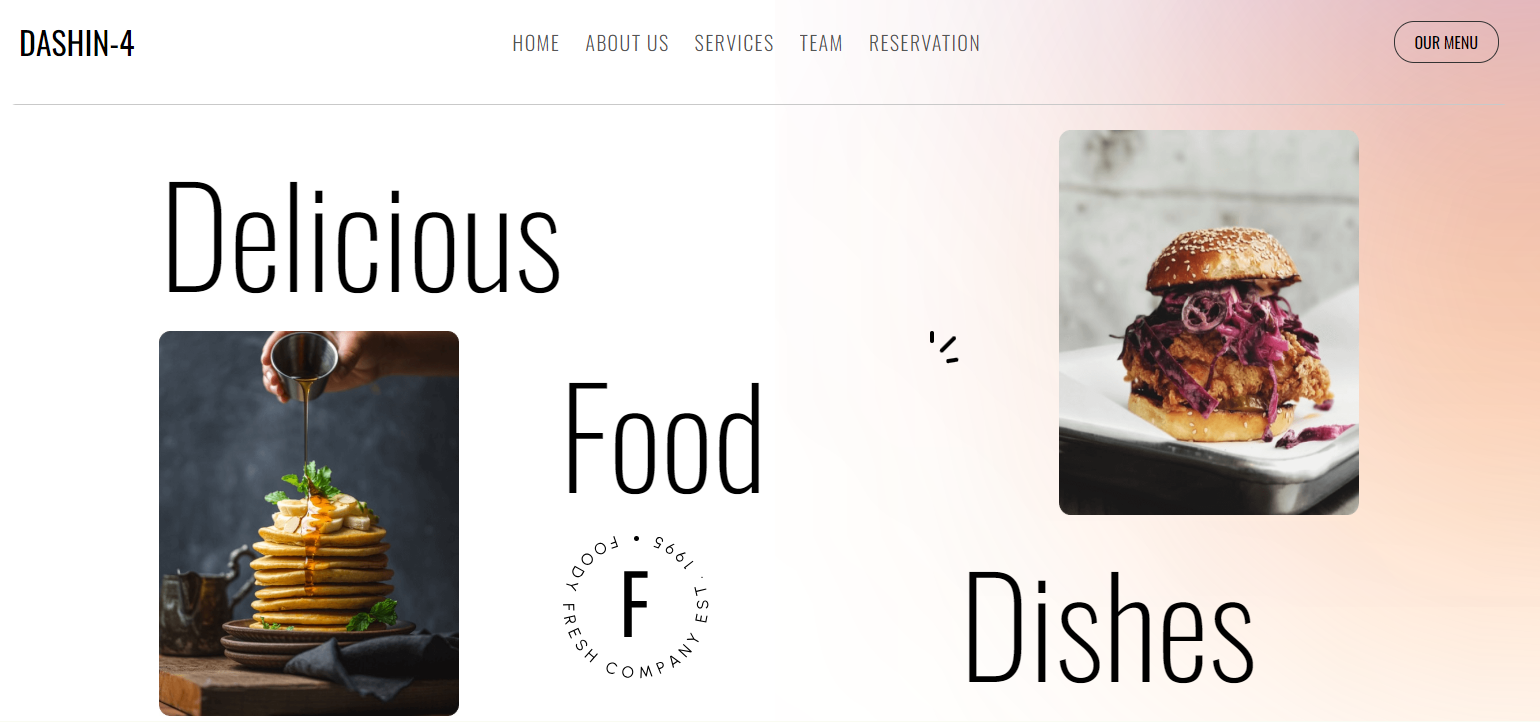 DASHIN-4
HOME ABOUT US SERVICES TEAM RESERVATION
OUR MENU
Delicious
Food
Dishes
F
FOODY FRESH COMPANY EST. 1995 •